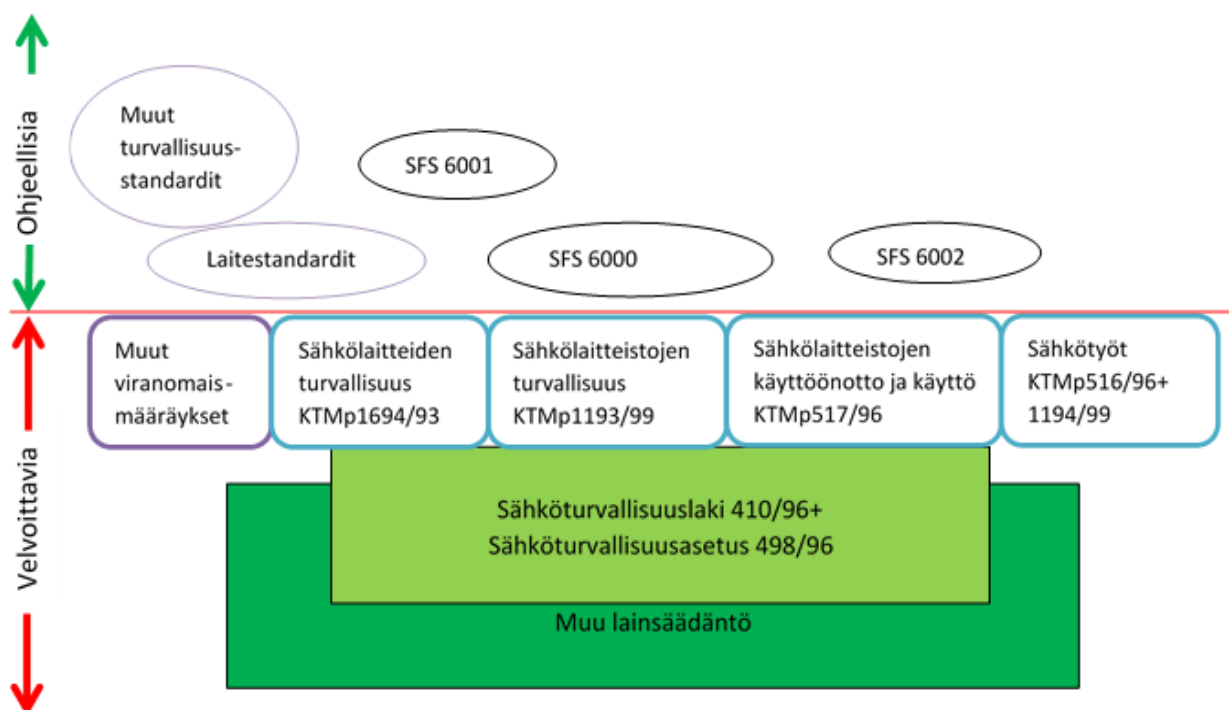 Ohjeellisia
Muut
turvallisuus-
standardit
SFS 6001
Laitestandardit
SFS 6000
SFS 6002
Velvoittavia
Muut
viranomais-
määräykset
Sähkölaitteiden
turvallisuus
KTMp1694/93
Sähkölaitteistojen
turvallisuus
KTMp1193/99
Sähkölaitteistojen
käyttöönotto ja käyttö
KTMp517/96
Sähkötyöt
KTMp516/96+
1194/99
Sähköturvallisuuslaki 410/96+
Sähköturvallisuusasetus 498/96
Muu lainsäädäntö